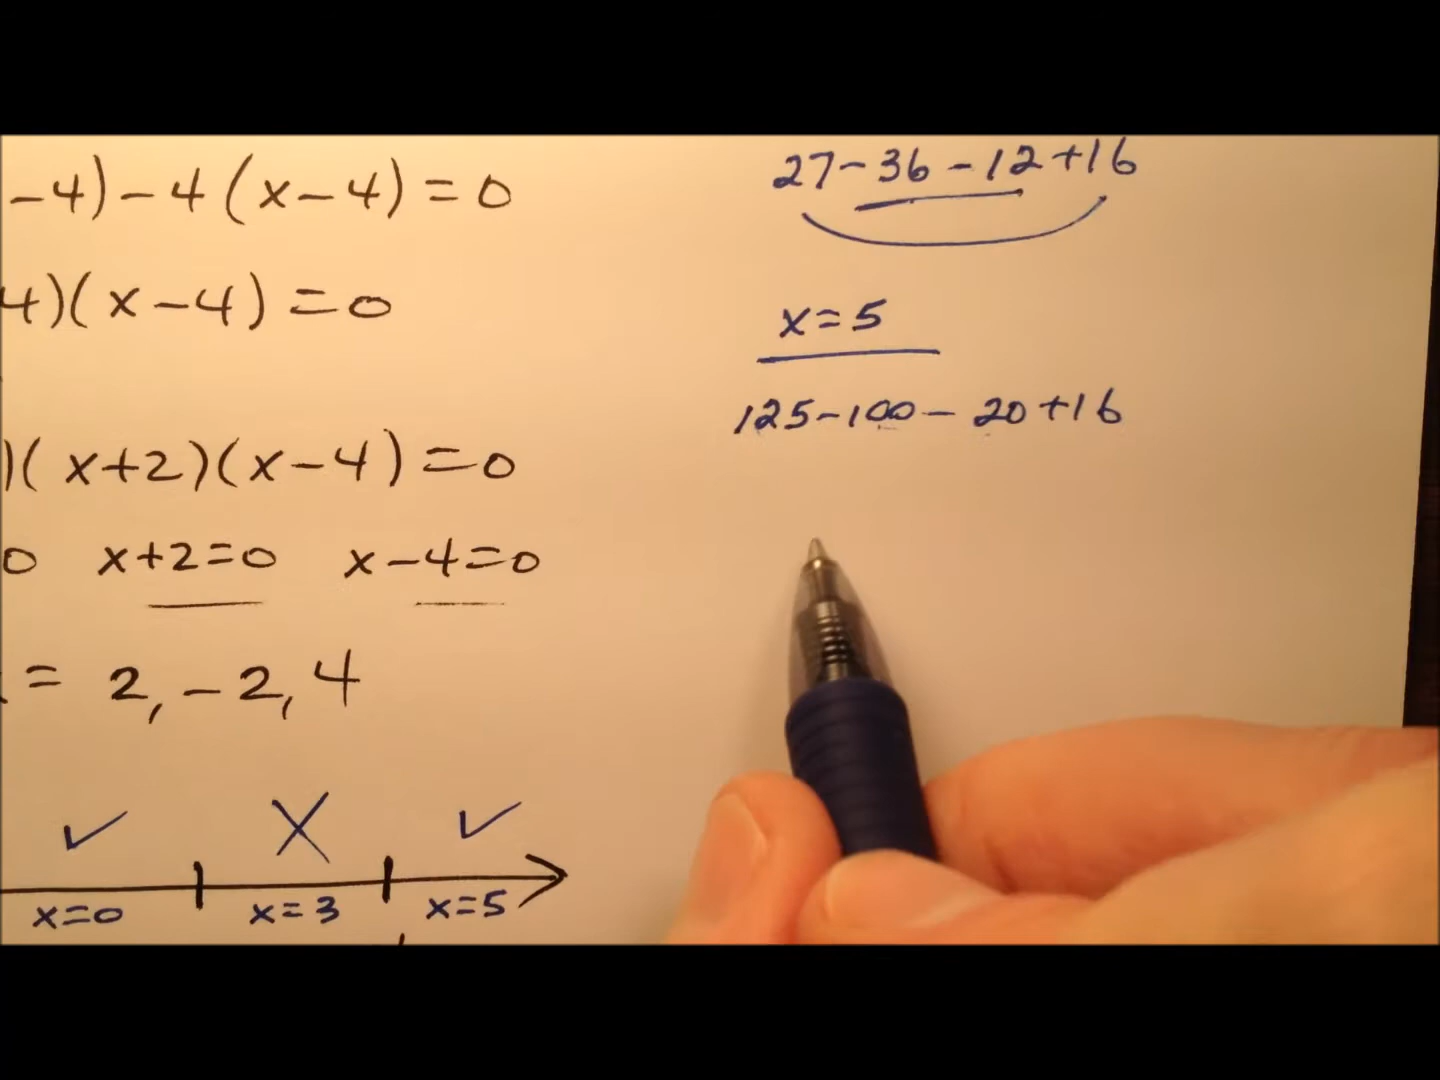 -4) - 4 (x-4) = 0
4)(x-4) = 0
)(x+2)(x-4) = 0
0 x+2=0 x-4=0
= 2, -2, 4
✓ X ✓
x=0 x=3 x=5
27-36-12+16
x=5
125-100-20+16